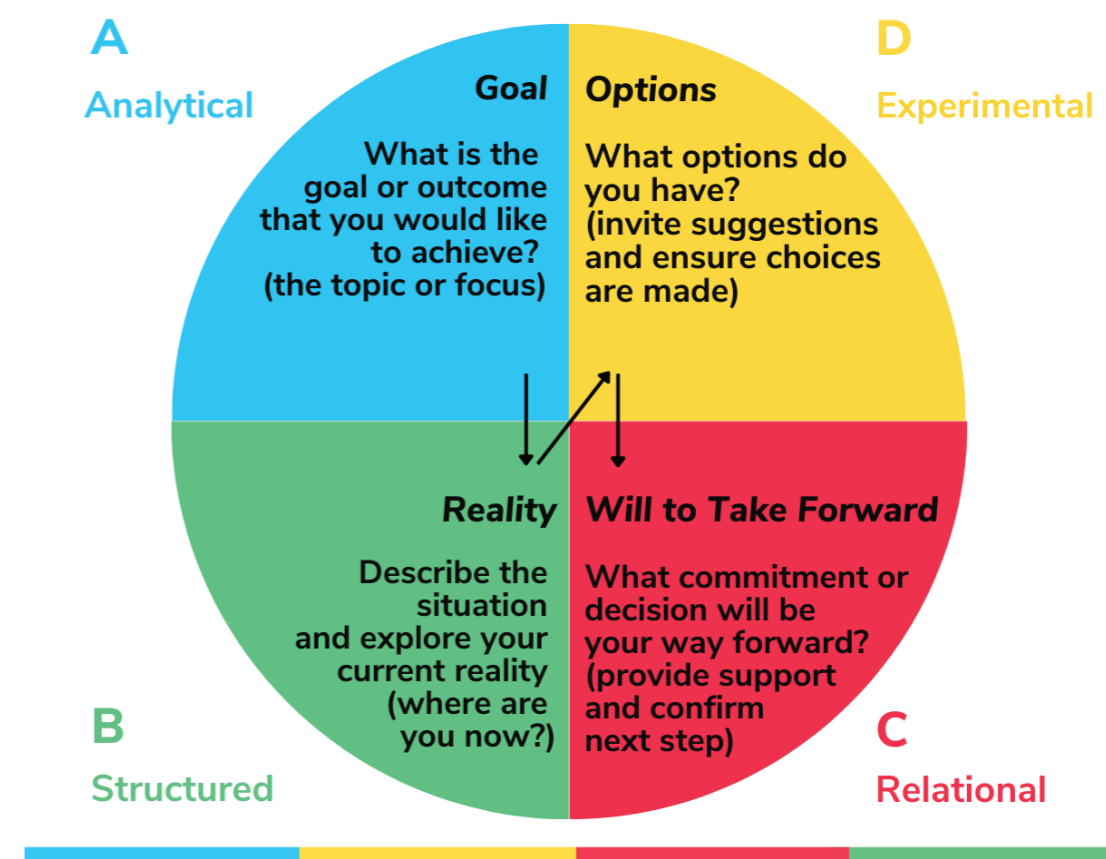 A
Analytical
Goal
What is the
goal or outcome
that you would like
to achieve?
(the topic or focus)
D
Experimental
Options
What options do
you have?
(invite suggestions
and ensure choices
are made)
B
Structured
Reality
Describe the
situation
and explore your
current reality
(where are
you now?)
C
Relational
Will to Take Forward
What commitment or
decision will be
your way forward?
(provide support
and confirm
next step)